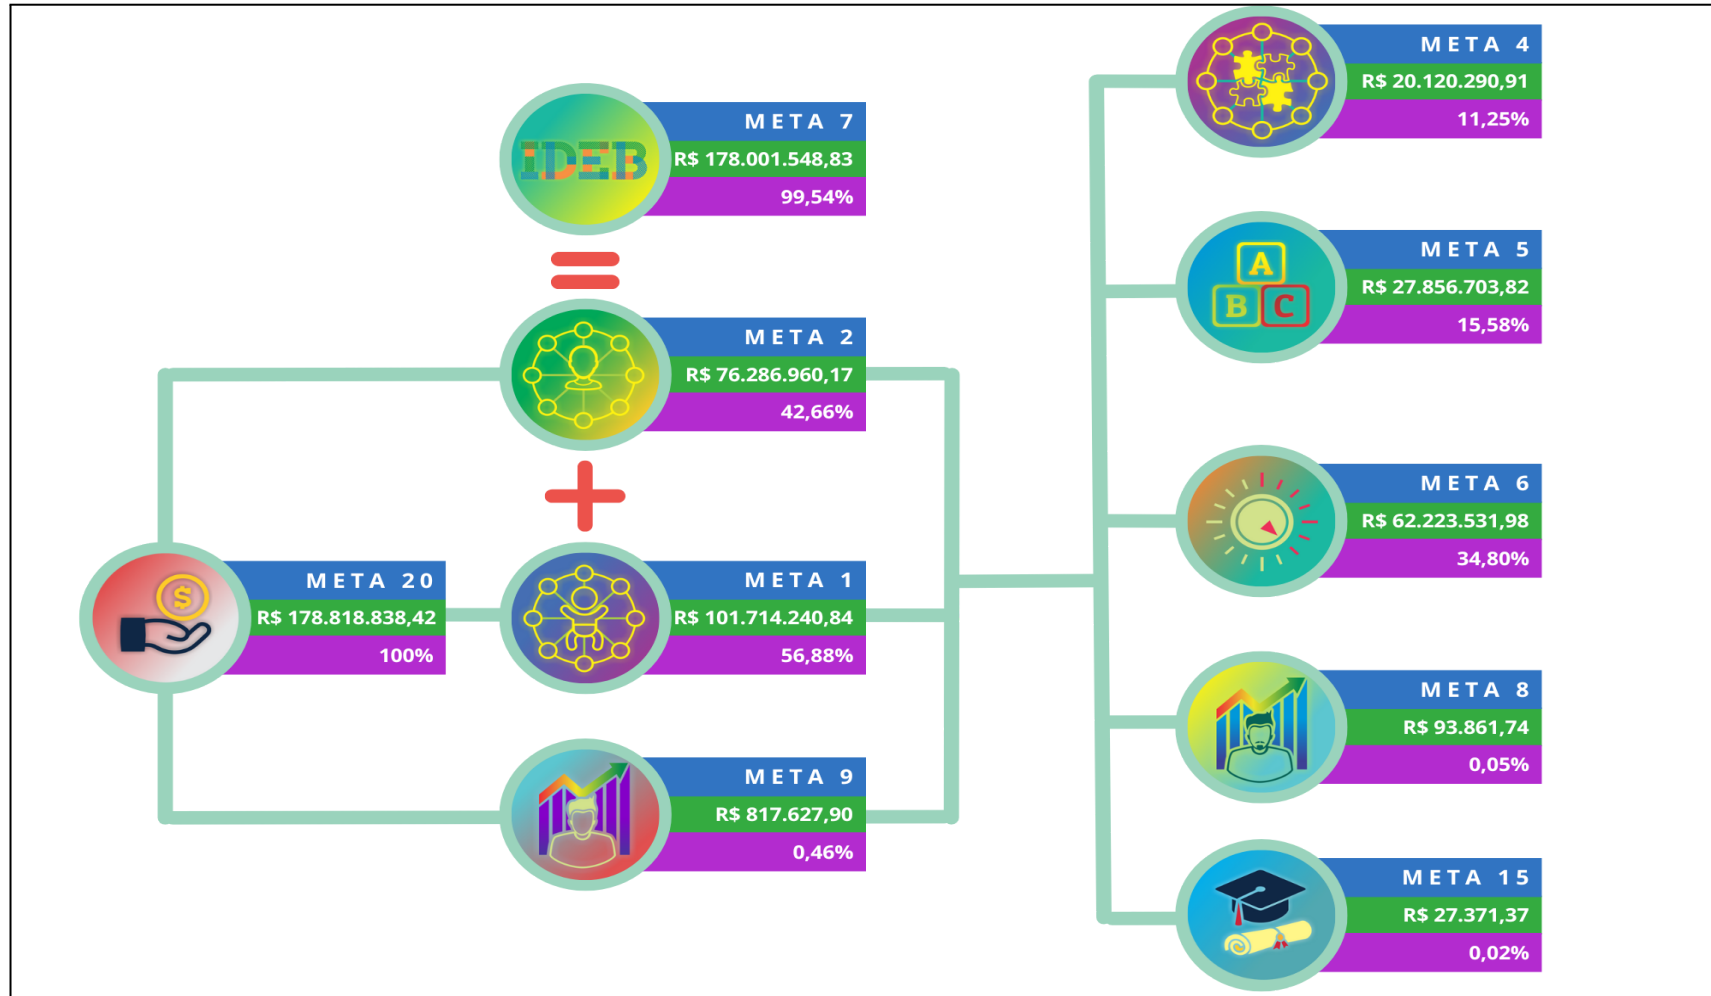 META 7
R$ 178.001.548,83
99,54%
IDEB
META 2
R$ 76.286.960,17
42,66%
META 20
R$ 178.818.838,42
100%
$
META 1
R$ 101.714.240,84
56,88%
META 9
R$ 817.627,90
0,46%
META 4
R$ 20.120.290,91
11,25%
META 5
R$ 27.856.703,82
15,58%
A
B C
META 6
R$ 62.223.531,98
34,80%
META 8
R$ 93.861,74
0,05%
META 15
R$ 27.371,37
0,02%